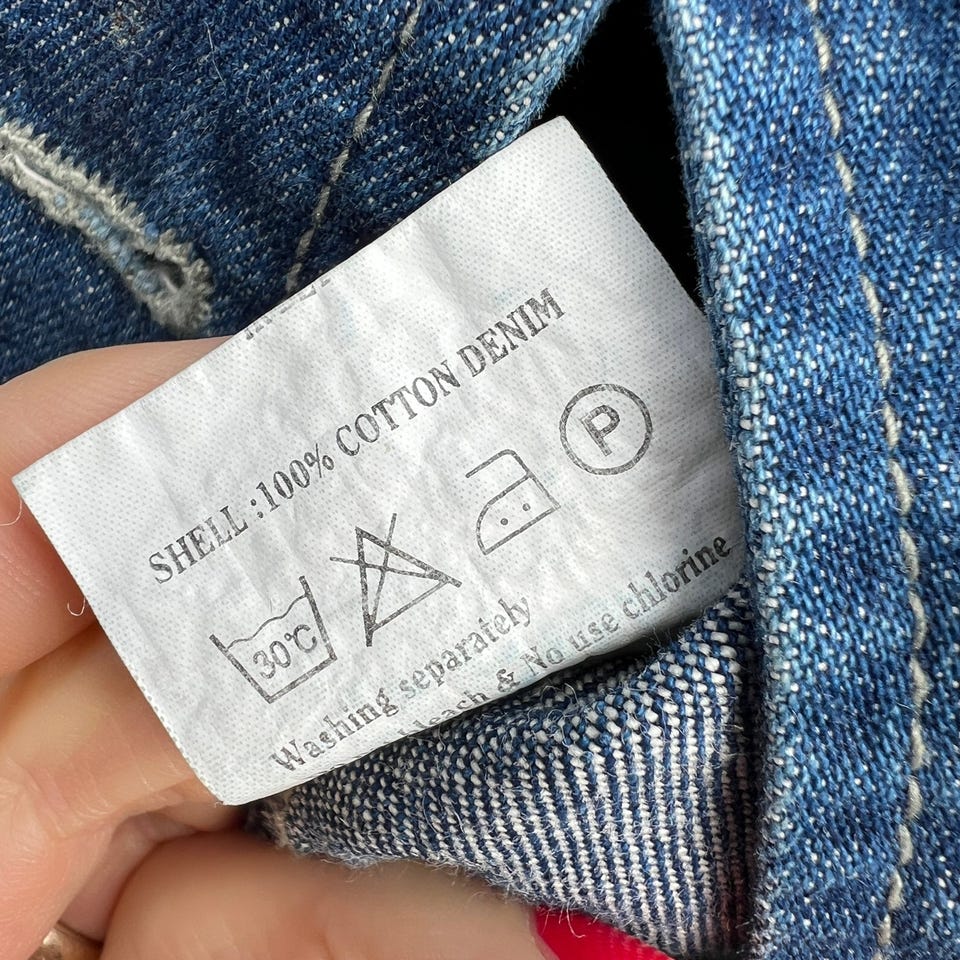 SHELL :100% COTTON DENIM
30°C
P
Washing separately
& No use chlorine